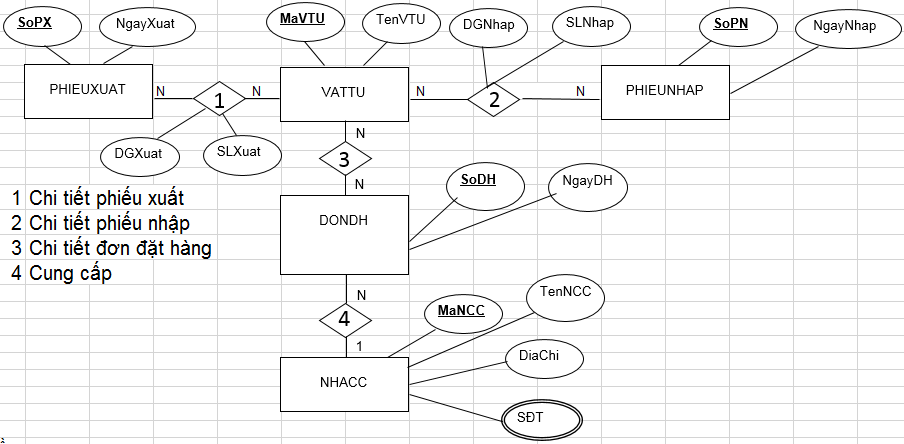 SoPX
NgayXuat
MaVTU
TenVTU
DGNhap
SLNhap
SoPN
NgayNhap
PHIEUXUAT
N
1
N
VATTU
N
2
N
PHIEUNHAP
DGXuat
SLXuat
N
3
N
1 Chi tiết phiếu xuất
2 Chi tiết phiếu nhập
3 Chi tiết đơn đặt hàng
4 Cung cấp
SoDH
NgayDH
DONDH
N
4
1
MaNCC
TenNCC
DiaChi
NHACC
SĐT